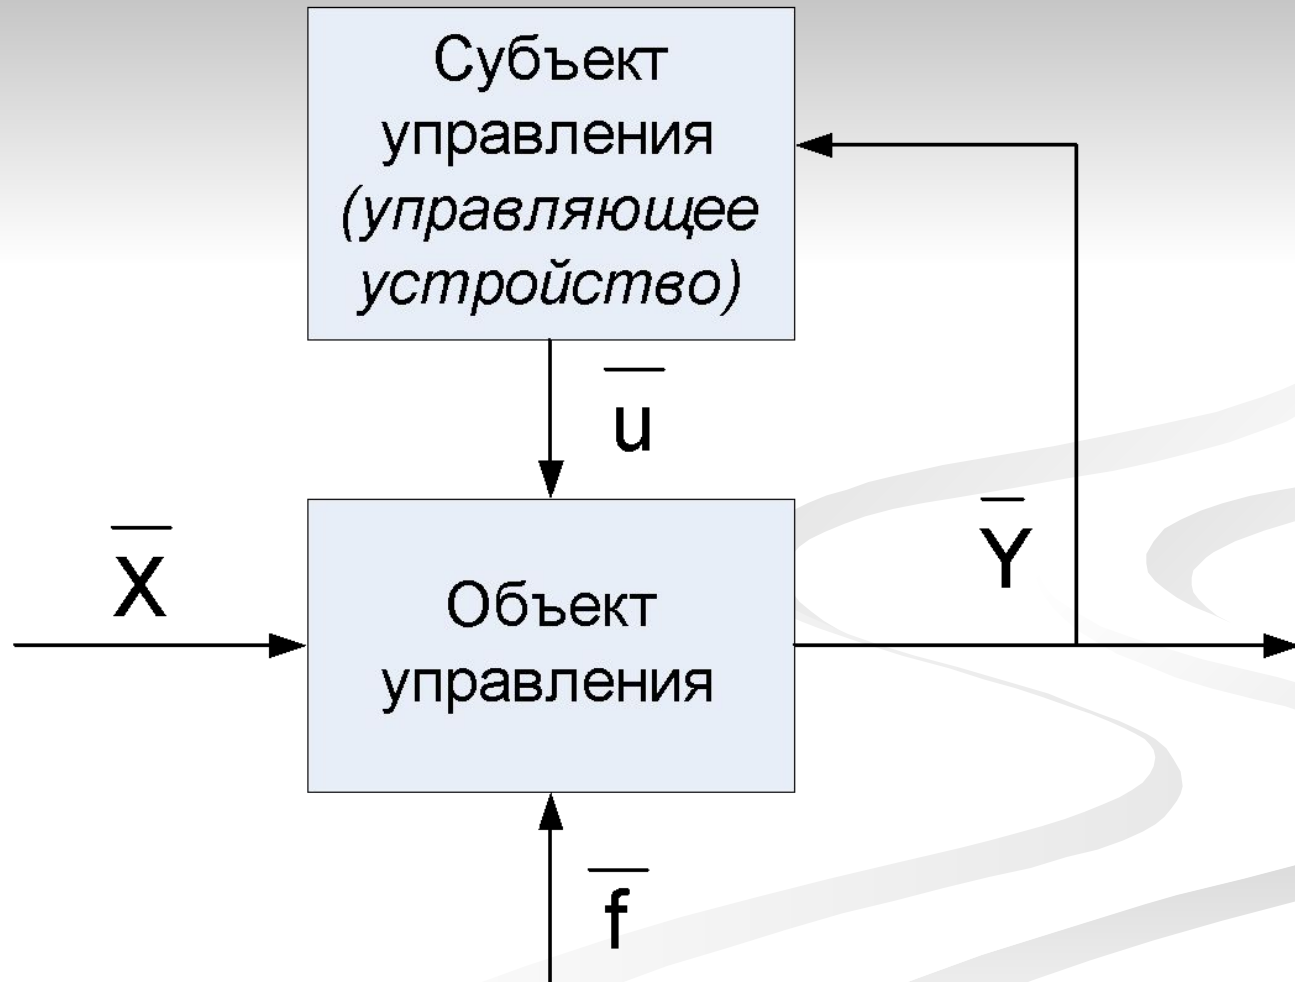 Субъект
управления
(управляющее
устройство)
u̅
X̅
Y̅
Объект
управления
f̅